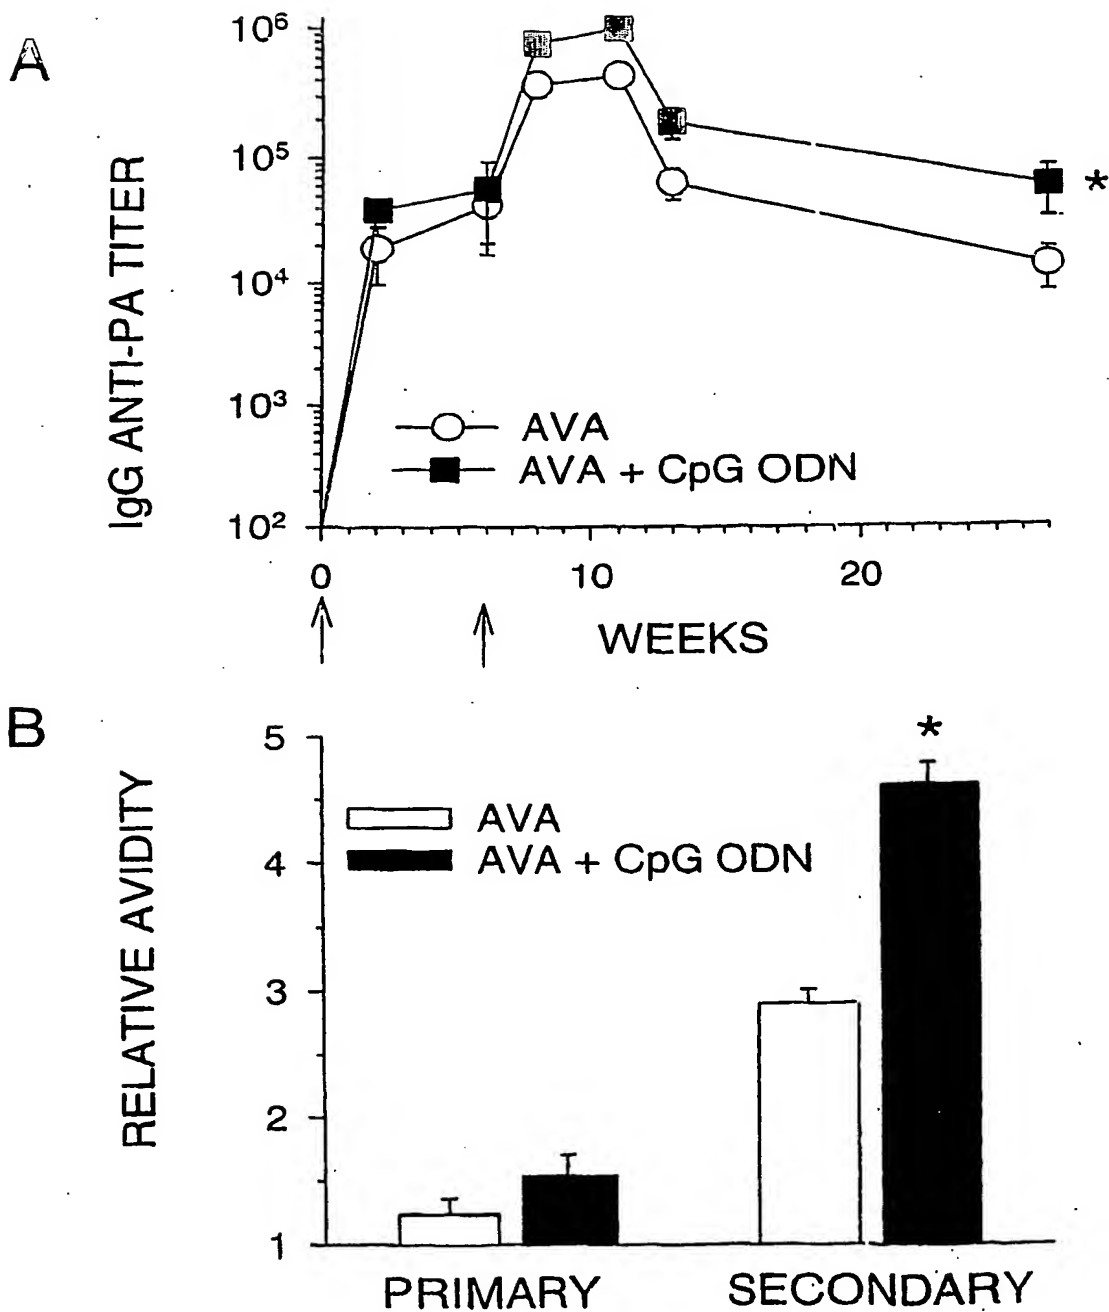 A
IgG ANTI-PA TITER
10⁶
10⁵
10⁴
10³
10²
*
AVA
AVA + CpG ODN
0 10 20
WEEKS
B
RELATIVE AVIDITY
5
4
3
2
1
*
AVA
AVA + CpG ODN
PRIMARY SECONDARY